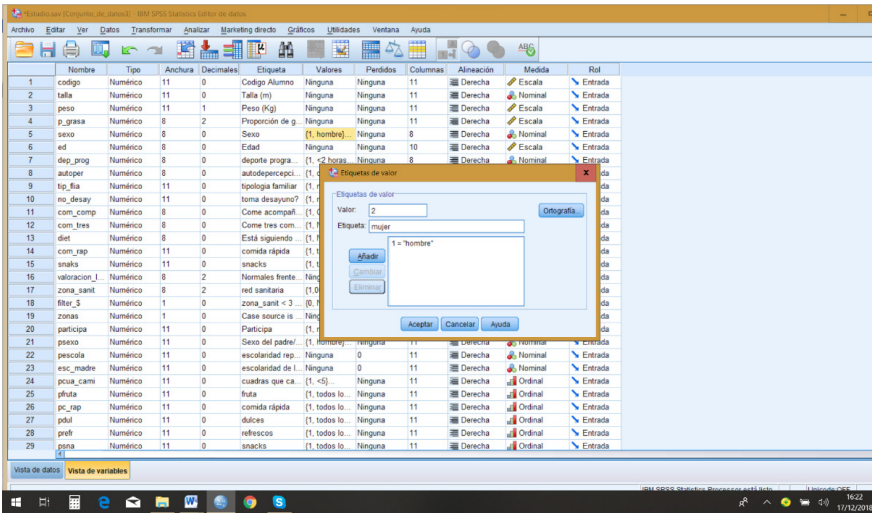 *Estudio.sav [Conjunto_de_datos3] - IBM SPSS Statistics Editor de datos
Archivo Editar Ver Datos Transformar Analizar Marketing directo Gráficos Utilidades Ventana Ayuda
Nombre Tipo Anchura Decimales Etiqueta Valores Perdidos Columnas Alineación Medida Rol
1 codigo Numérico 11 0 Codigo Alumno Ninguna Ninguna 11 Derecha Escala Entrada
2 talla Numérico 11 0 Talla (m) Ninguna Ninguna 11 Derecha Nominal Entrada
3 peso Numérico 11 1 Peso (Kg) Ninguna Ninguna 11 Derecha Escala Entrada
4 p_grasa Numérico 8 2 Proporción de g... Ninguna Ninguna 11 Derecha Escala Entrada
5 sexo Numérico 8 0 Sexo {1, hombre}... Ninguna 8 Derecha Nominal Entrada
6 ed Numérico 8 0 Edad Ninguna Ninguna 10 Derecha Escala Entrada
7 dep_prog Numérico 8 0 deporte progra... {1, <2 horas... Ninguna 8 Derecha Nominal Entrada
8 autoper Numérico 8 0 autodepercepci... {1,
9 tip_flia Numérico 11 0 tipologia familiar {1,
10 no_desay Numérico 11 0 toma desayuno? {1,
11 com_comp Numérico 8 0 Come acompañ... {1,
12 com_tres Numérico 8 0 Come tres com... {1,
13 diet Numérico 8 0 Está siguiendo ... {1,
14 com_rap Numérico 11 0 comida rápida {1,
15 snaks Numérico 11 0 snacks {1,
16 valoracion_I... Numérico 8 2 Normales frente...
17 zona_sanit Numérico 8 2 red sanitaria
18 filter_$ Numérico 1 0 zona_sanit < 3 ...
19 zonas Numérico 1 0 Case source is
20 participa Numérico 11 0 Participa {1,
Etiquetas de valor
Etiquetas de valor
Valor: 2
Ortografía...
Etiqueta: mujer
1 = "hombre"
Añadir
Cambiar
Eliminar
Aceptar Cancelar Ayuda
21 psexo Numérico 11 0 Sexo del padre/... {1, hombre}... Ninguna 11 Derecha Nominal Entrada
22 pescola Numérico 11 0 escolaridad rep... Ninguna 0 11 Derecha Nominal Entrada
23 esc_madre Numérico 11 0 escolaridad de l... Ninguna 0 11 Derecha Nominal Entrada
24 pcua_cami Numérico 11 0 cuadras que ca... {1, <5}... Ninguna 11 Derecha Ordinal Entrada
25 pfruta Numérico 11 0 fruta {1, todos lo... Ninguna 11 Derecha Ordinal Entrada
26 pc_rap Numérico 11 0 comida rápida {1, todos lo... Ninguna 11 Derecha Ordinal Entrada
27 pdul Numérico 11 0 dulces {1, todos lo... Ninguna 11 Derecha Ordinal Entrada
28 prefr Numérico 11 0 refrescos {1, todos lo... Ninguna 11 Derecha Ordinal Entrada
29 psna Numérico 11 0 snacks {1, todos lo... Ninguna 11 Derecha Ordinal Entrada
Vista de datos Vista de variables
IBM SPSS Statistics Processor está listo Unicode:OFF
16:22
17/12/2018